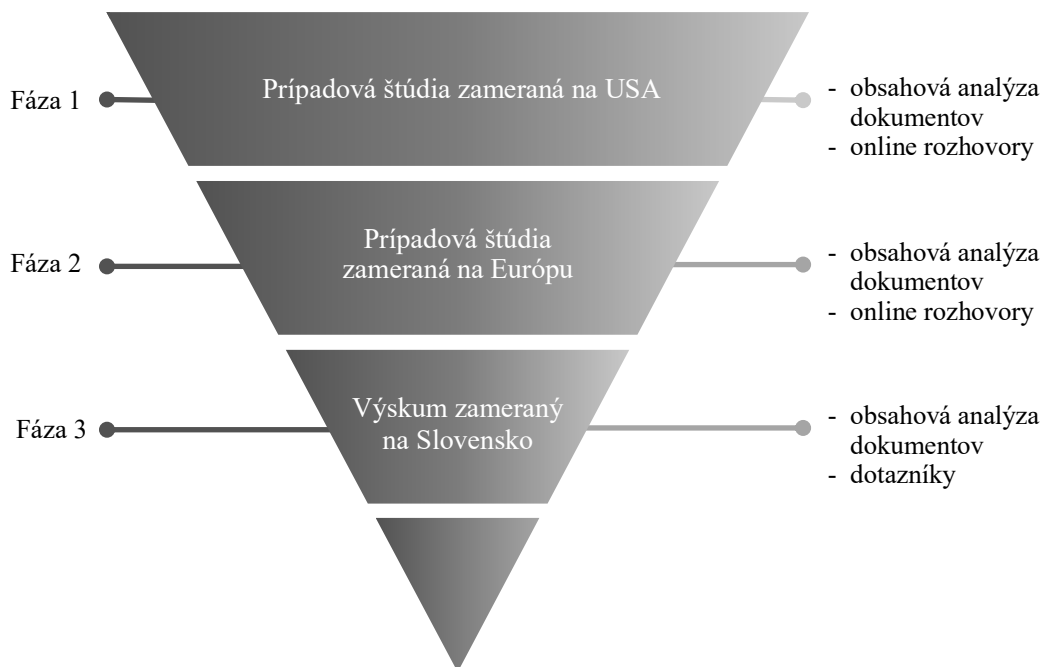 Fáza 1
Prípadová štúdia zameraná na USA
- obsahová analýza
dokumentov
- online rozhovory
Fáza 2
Prípadová štúdia
zameraná na Európu
- obsahová analýza
dokumentov
- online rozhovory
Fáza 3
Výskum zameraný
na Slovensko
- obsahová analýza
dokumentov
- dotazníky